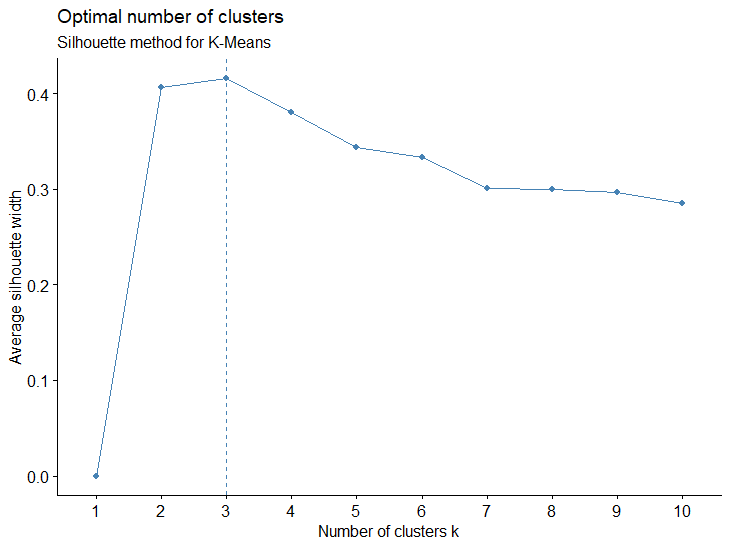 Optimal number of clusters
Silhouette method for K-Means
Average silhouette width
0.4
0.3
0.2
0.1
0.0
1 2 3 4 5 6 7 8 9 10
Number of clusters k